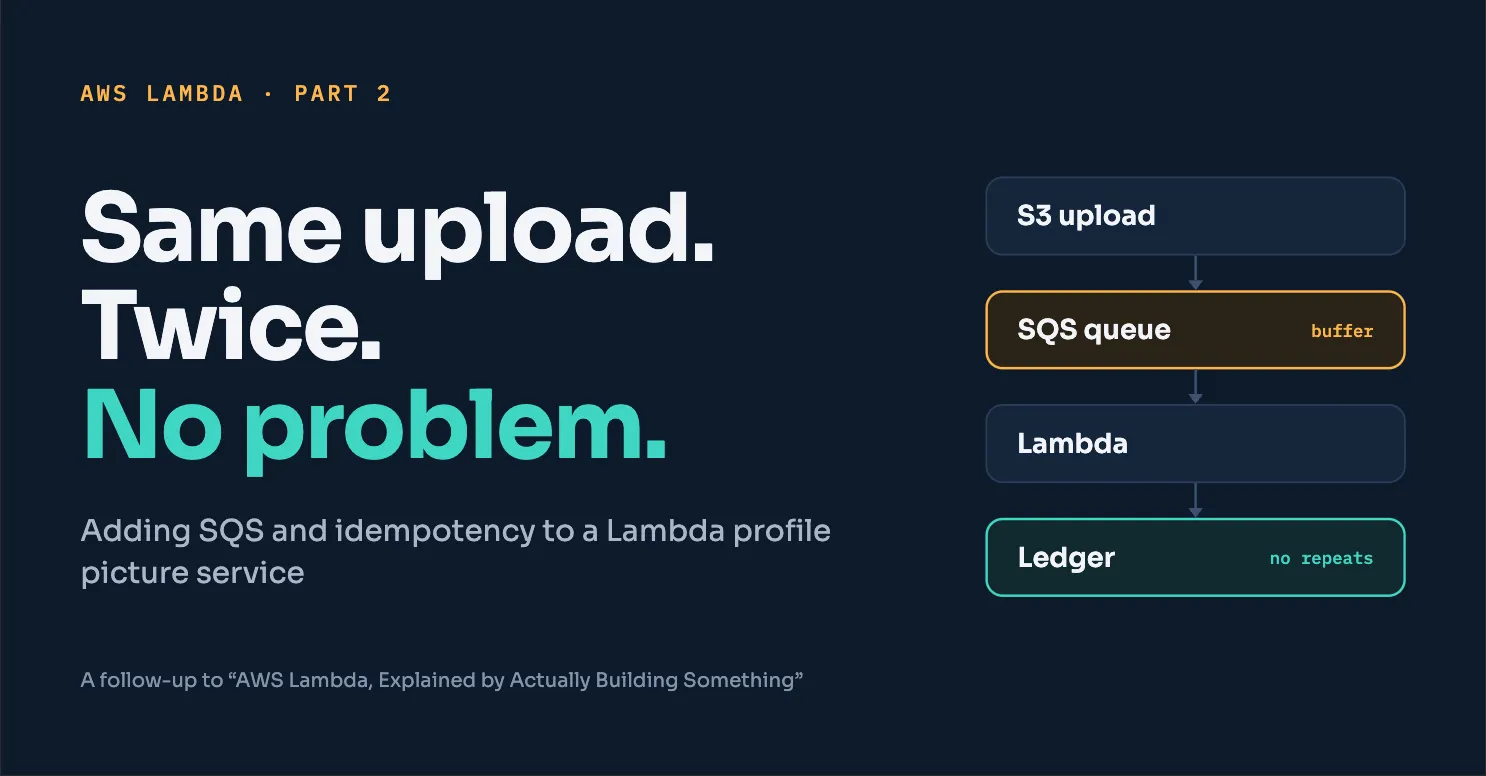 AWS LAMBDA · PART 2
Same upload.
Twice.
No problem.
Adding SQS and idempotency to a Lambda profile
picture service
A follow-up to “AWS Lambda, Explained by Actually Building Something”
S3 upload
SQS queue buffer
Lambda
Ledger no repeats